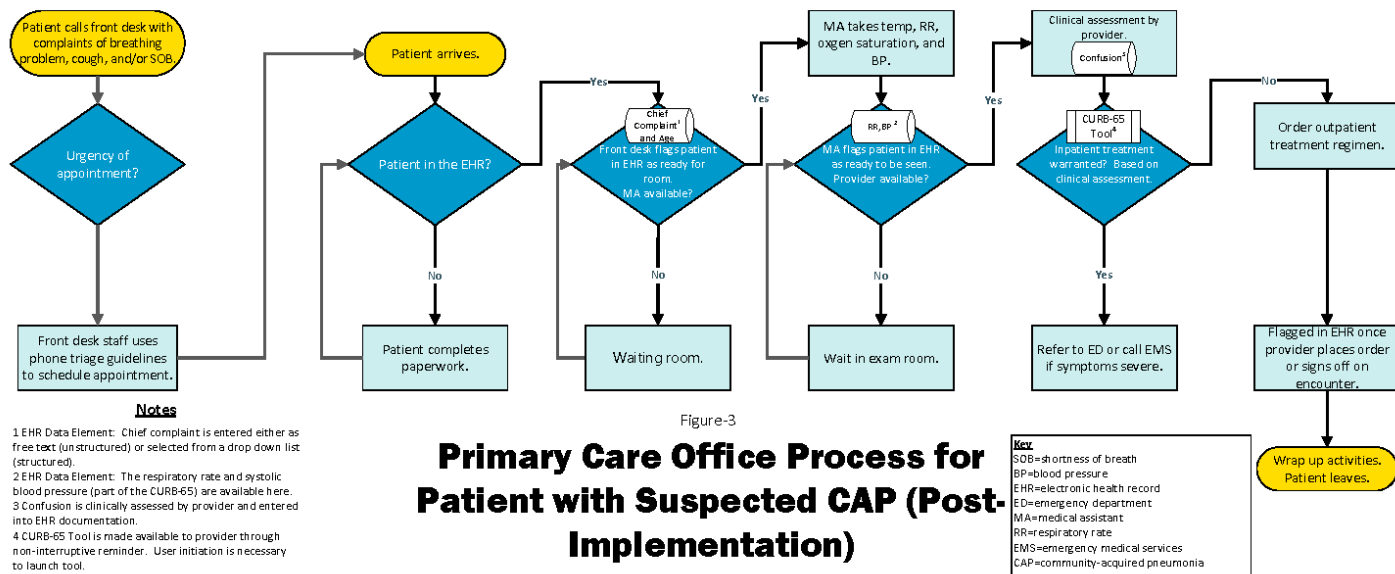 Patient calls front desk with
complaints of breathing
problem, cough, and/or SOB.
Urgency of
appointment?
Front desk staff uses
phone triage guidelines
to schedule appointment.
Patient arrives.
Patient in the EHR?
Yes
No
Patient completes
paperwork.
Chief
Complaint1
and Age
Front desk flags patient
in EHR as ready for
room.
MA available?
Yes
No
Waiting room.
MA takes temp, RR,
oxgen saturation, and
BP.
RR,BP 2
MA flags patient in EHR
as ready to be seen.
Provider available?
Yes
No
Wait in exam room.
Clinical assessment by
provider.
Confusion3
CURB-65
Tool4
Inpatient treatment
warranted? Based on
clinical assessment.
No
Yes
Refer to ED or call EMS
if symptoms severe.
Order outpatient
treatment regimen.
Flagged in EHR once
provider places order
or signs off on
encounter.
Wrap up activities.
Patient leaves.
Notes
1 EHR Data Element: Chief complaint is entered either as
free text (unstructured) or selected from a drop down list
(structured).
2 EHR Data Element: The respiratory rate and systolic
blood pressure (part of the CURB-65) are available here.
3 Confusion is clinically assessed by provider and entered
into EHR documentation.
4 CURB-65 Tool is made available to provider through
non-interruptive reminder. User initiation is necessary
to launch tool.
Figure-3
Primary Care Office Process for
Patient with Suspected CAP (Post-
Implementation)
Key
SOB=shortness of breath
BP=blood pressure
EHR=electronic health record
ED=emergency department
MA=medical assistant
RR=respiratory rate
EMS=emergency medical services
CAP=community-acquired pneumonia